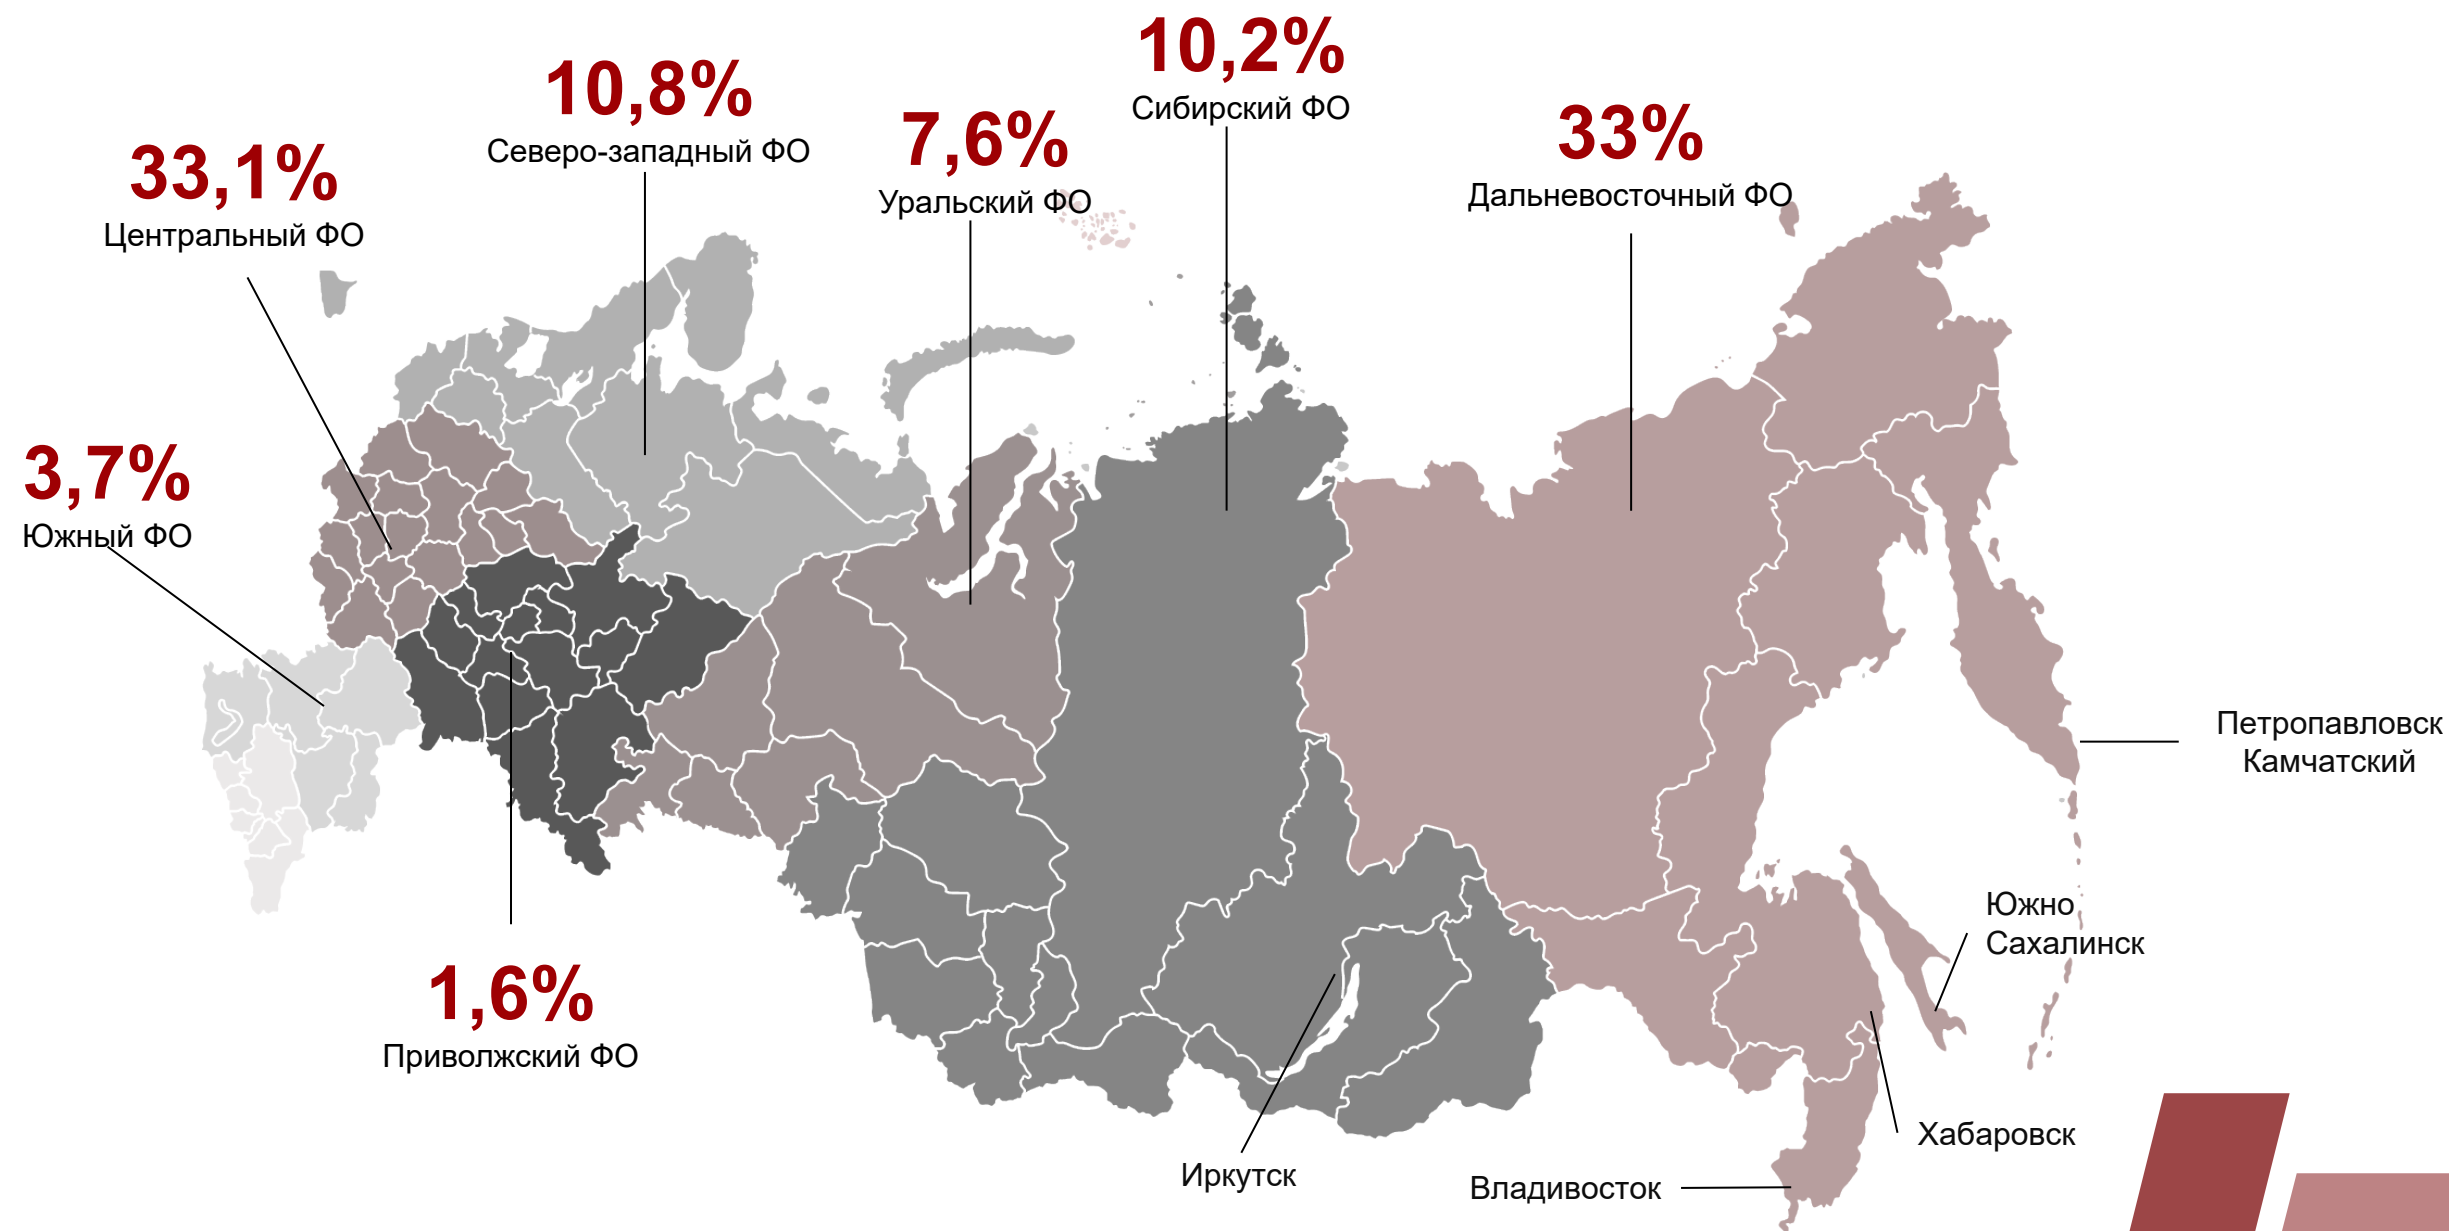 10,2%
Сибирский ФО
10,8%
Северо-западный ФО
7,6%
Уральский ФО
33%
Дальневосточный ФО
33,1%
Центральный ФО
3,7%
Южный ФО
Петропавловск
Камчатский
Южно
Сахалинск
1,6%
Приволжский ФО
Хабаровск
Иркутск
Владивосток